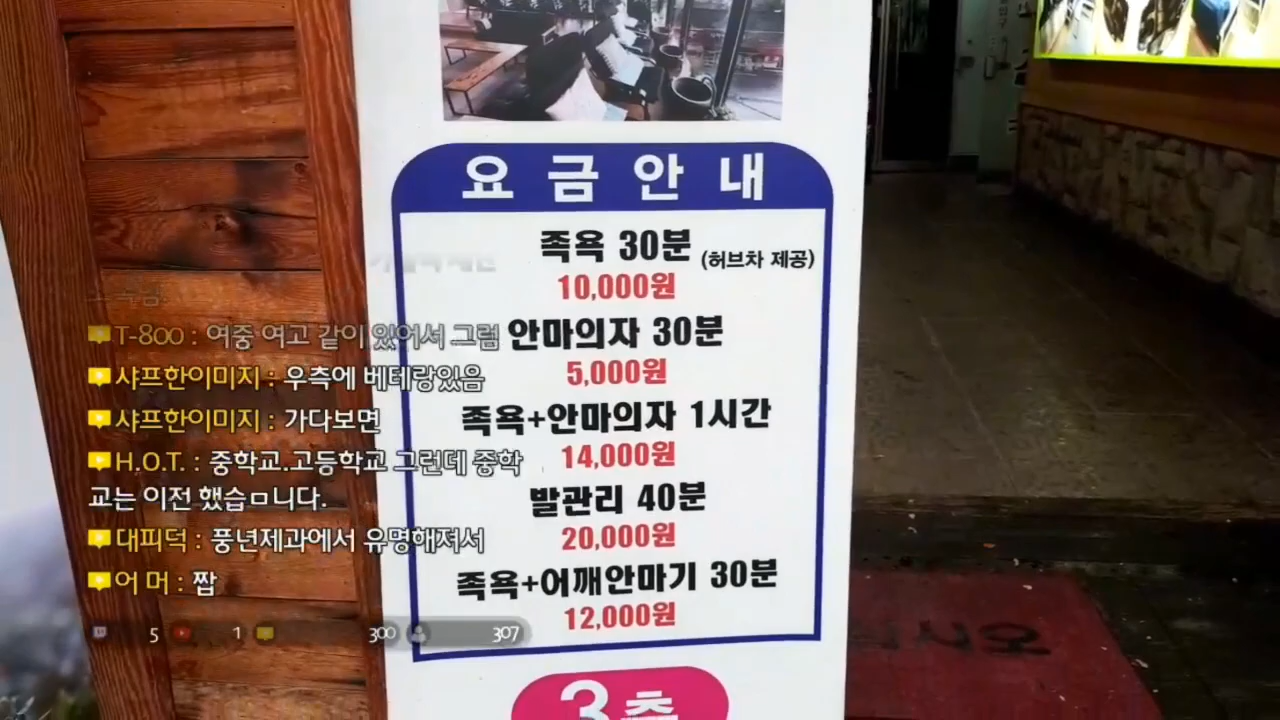 요금안내
족욕 30분 (허브차 제공)
10,000원
안마의자 30분
5,000원
족욕+안마의자 1시간
14,000원
발관리 40분
20,000원
족욕+어깨안마기 30분
12,000원
3층
T-800 : 여중 여고 같이 있어서 그럼
샤프한이미지 : 우측에 베테랑있음
샤프한이미지 : 가다보면
H.O.T. : 중학교.고등학교 그런데 중학
교는 이전 했습ㅁ니다.
대피덕 : 풍년제과에서 유명해져서
어 머 : 짭
5 1 300 307